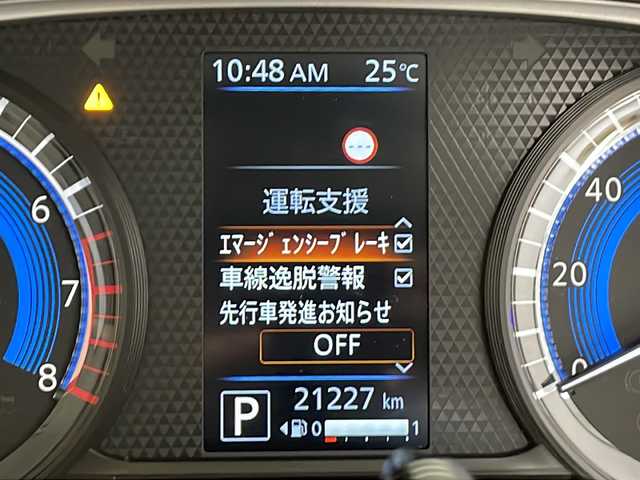 10:48 AM 25℃
運転支援
エマージェンシーブレーキ
車線逸脱警報
先行車発進お知らせ
OFF
P
21227 km
0 1
6
7
8
40
20
0